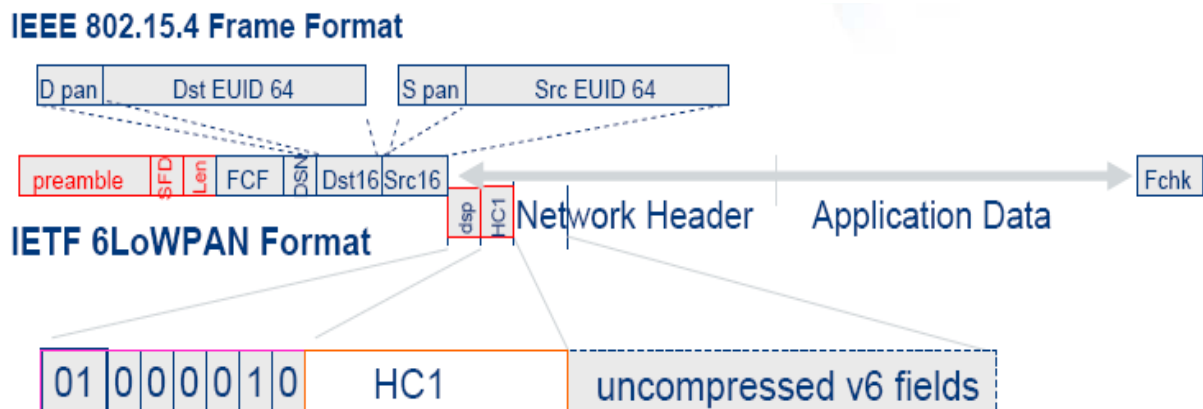 IEEE 802.15.4 Frame Format
D pan Dst EUID 64 S pan Src EUID 64
preamble SFD Len FCF DSN Dst16 Src16 Fchk
dsp HC1 Network Header Application Data
IETF 6LoWPAN Format
01 0 0 0 0 1 0 HC1 uncompressed v6 fields